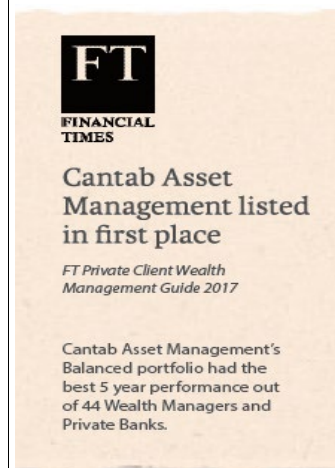 FT
FINANCIAL
TIMES
Cantab Asset
Management listed
in first place
FT Private Client Wealth
Management Guide 2017
Cantab Asset Management's
Balanced portfolio had the
best 5 year performance out
of 44 Wealth Managers and
Private Banks.